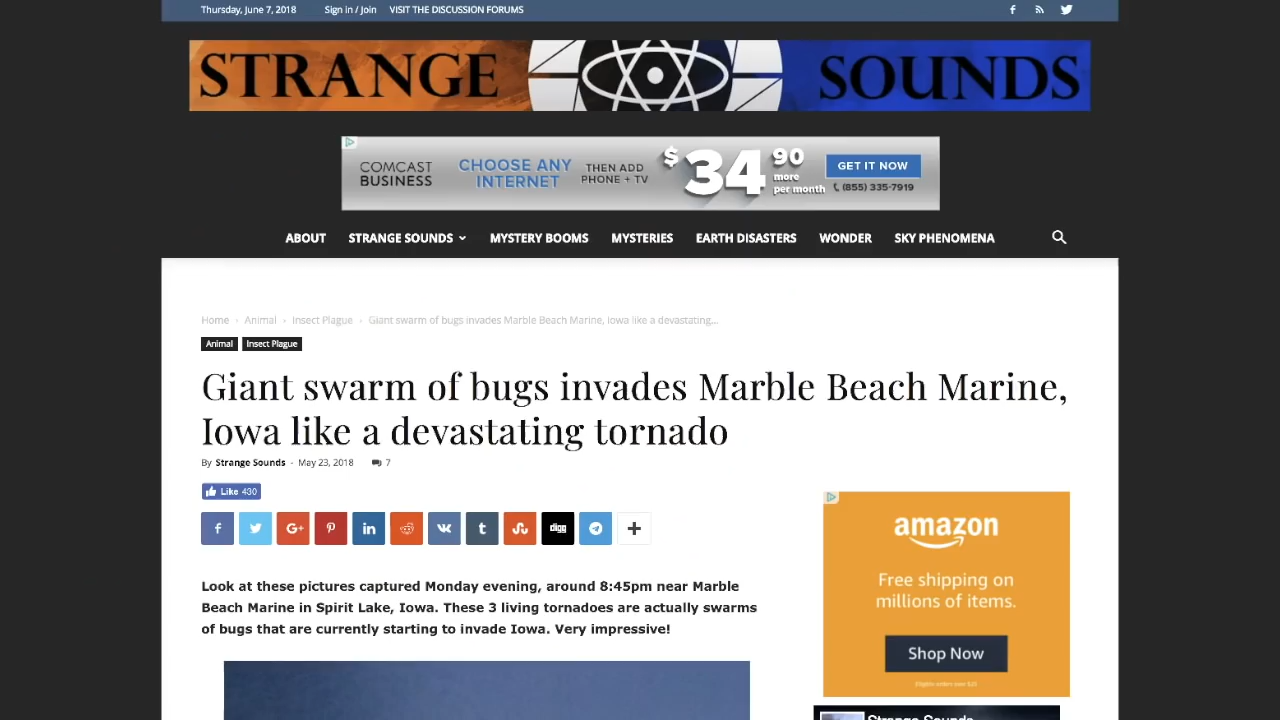 Thursday, June 7, 2018 Sign in / Join VISIT THE DISCUSSION FORUMS
STRANGE SOUNDS
COMCAST BUSINESS
CHOOSE ANY INTERNET
THEN ADD PHONE + TV
$34.90 more per month
GET IT NOW
(855) 335-7919
ABOUT STRANGE SOUNDS MYSTERY BOOMS MYSTERIES EARTH DISASTERS WONDER SKY PHENOMENA
Home › Animal › Insect Plague › Giant swarm of bugs invades Marble Beach Marine, Iowa like a devastating...
Animal Insect Plague
Giant swarm of bugs invades Marble Beach Marine,
Iowa like a devastating tornado
By Strange Sounds - May 23, 2018 7
Like 430
digg
Look at these pictures captured Monday evening, around 8:45pm near Marble
Beach Marine in Spirit Lake, Iowa. These 3 living tornadoes are actually swarms
of bugs that are currently starting to invade Iowa. Very impressive!
amazon
Free shipping on
millions of items.
Shop Now
Strange Sounds